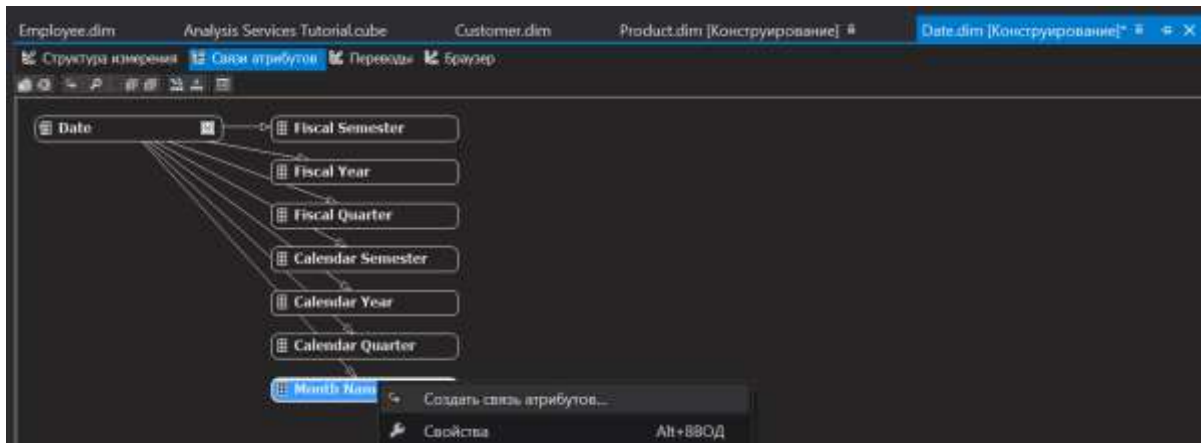 Employee.dim Analysis Services Tutorial.cube Customer.dim Product.dim [Конструирование] Date.dim [Конструирование]*
Структура измерения Связи атрибутов Переводы Браузер
Date Fiscal Semester
Fiscal Year
Fiscal Quarter
Calendar Semester
Calendar Year
Calendar Quarter
Month Nam
Создать связь атрибутов...
Свойства Alt+ВВОД